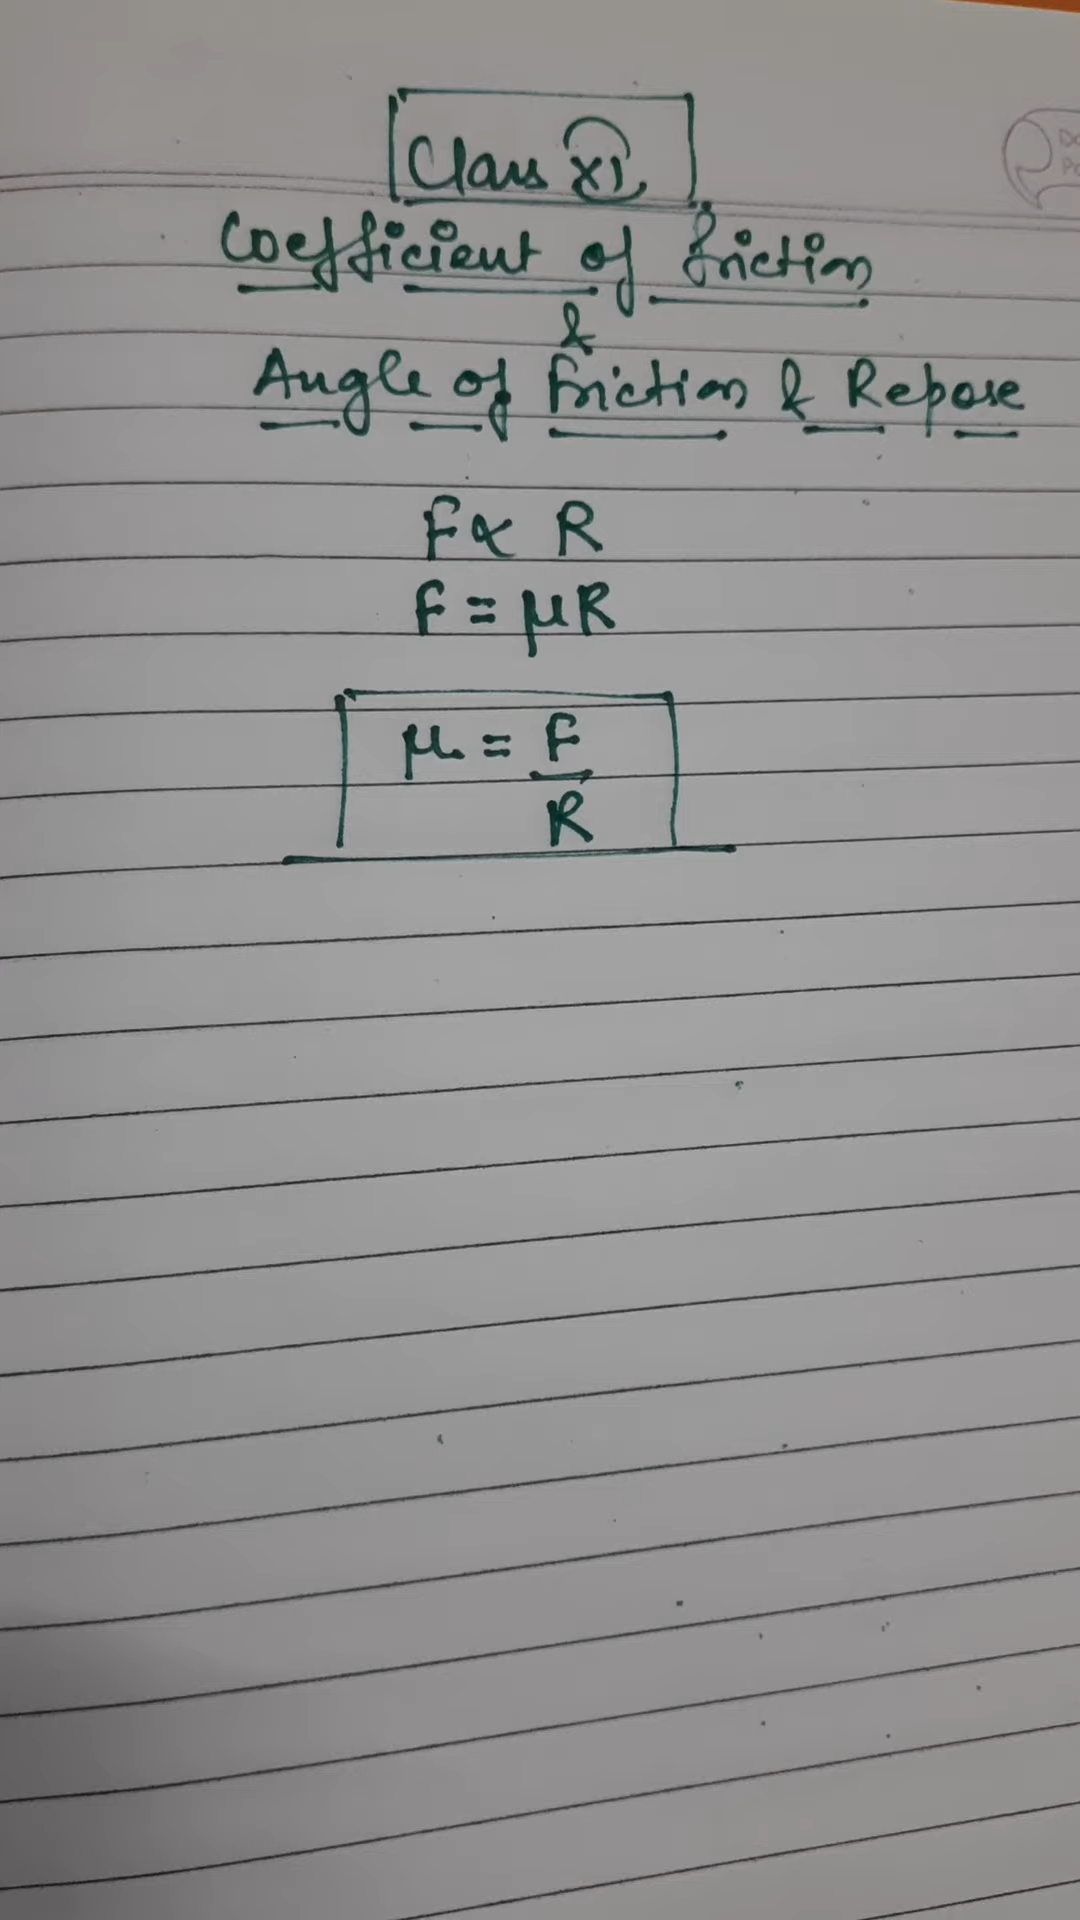 Class XI
Coefficient of friction
&
Angle of friction & Repose
F ∝ R
F = μR
μ = F
R